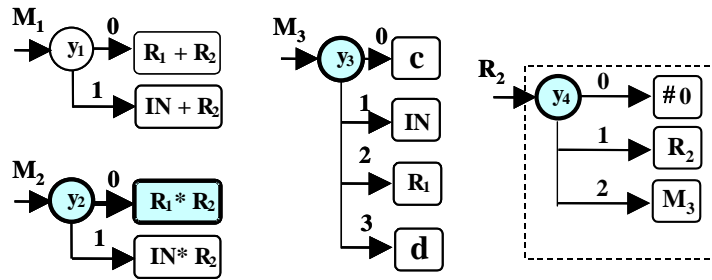 M1 y1 0 R1 + R2
1 IN + R2
M2 y2 0 R1* R2
1 IN* R2
M3 y3 0 c
1 IN
2 R1
3 d
R2 y4 0 #0
1 R2
2 M3